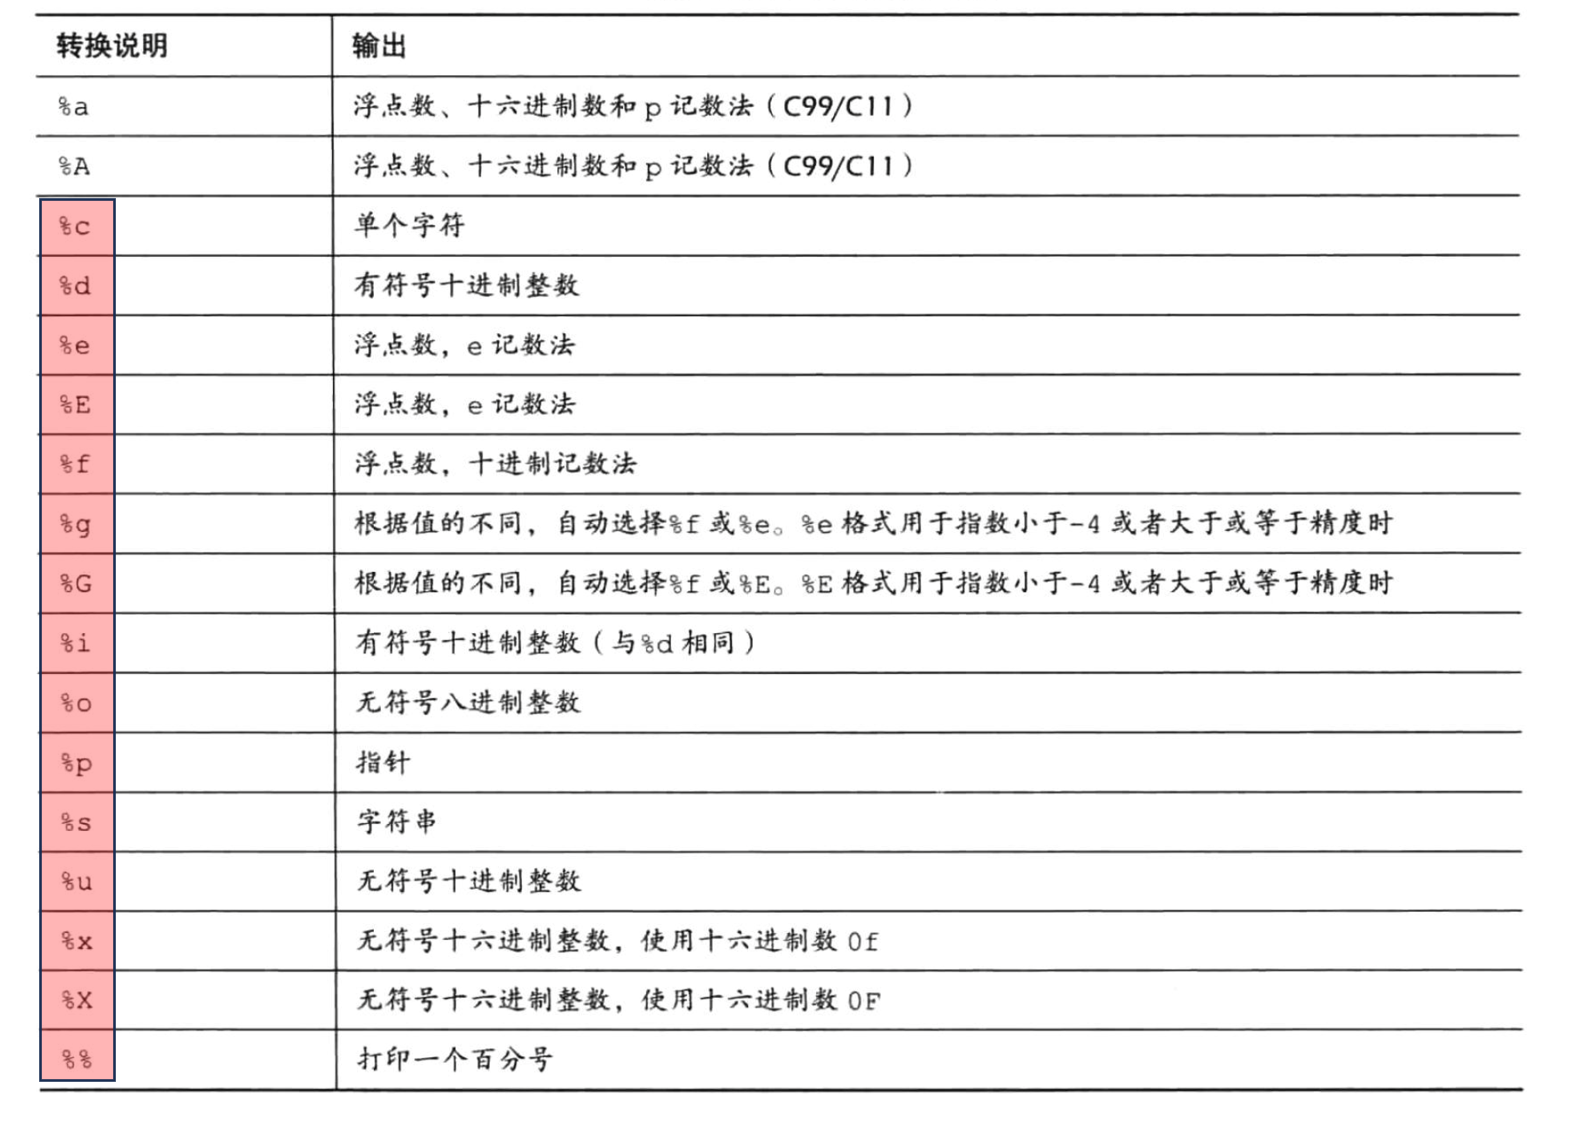 转换说明 输出
%a 浮点数、十六进制数和 p 记数法（C99/C11）
%A 浮点数、十六进制数和 p 记数法（C99/C11）
%c 单个字符
%d 有符号十进制整数
%e 浮点数，e 记数法
%E 浮点数，e 记数法
%f 浮点数，十进制记数法
%g 根据值的不同，自动选择%f 或%e。%e 格式用于指数小于-4 或者大于或等于精度时
%G 根据值的不同，自动选择%f 或%E。%E 格式用于指数小于-4 或者大于或等于精度时
%i 有符号十进制整数（与%d 相同）
%o 无符号八进制整数
%p 指针
%s 字符串
%u 无符号十进制整数
%x 无符号十六进制整数，使用十六进制数 0f
%X 无符号十六进制整数，使用十六进制数 0F
%% 打印一个百分号